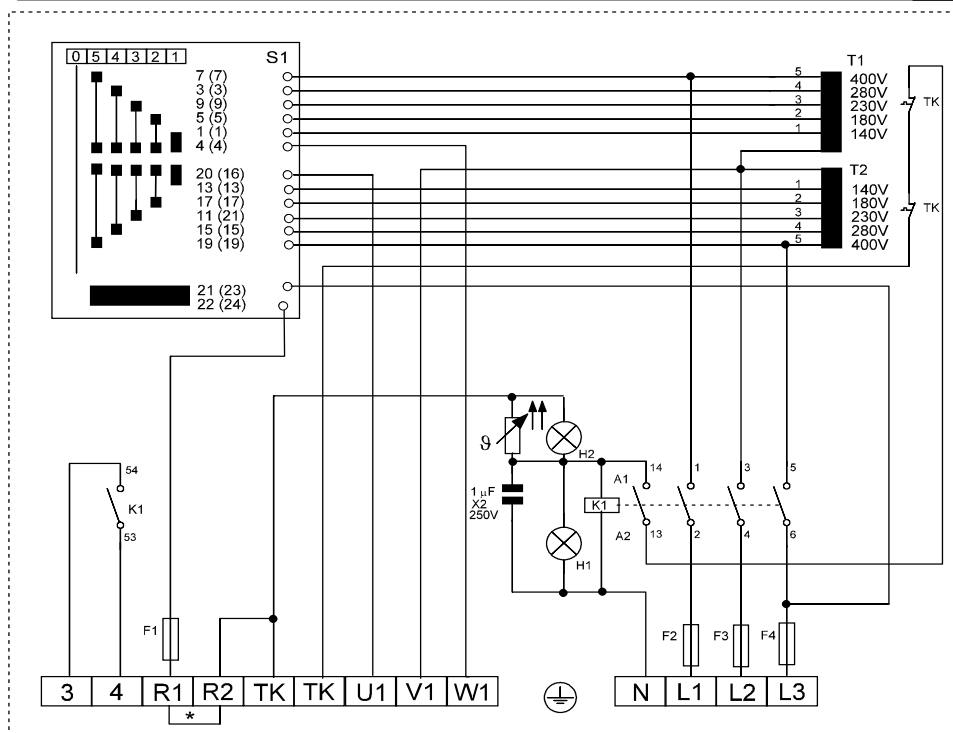 0 5 4 3 2 1
S1
7 (7)
3 (3)
9 (9)
5 (5)
1 (1)
4 (4)
20 (16)
13 (13)
17 (17)
11 (21)
15 (15)
19 (19)
21 (23)
22 (24)
T1
5 400V
4 280V
3 230V
2 180V
1 140V
TK
T2
1 140V
2 180V
3 230V
4 280V
5 400V
TK
ϑ
H2
54
K1
53
1 µF
X2
250V
K1
H1
A1 14
A2 13
1 3 5
2 4 6
F1
F2 F3 F4
3 4 R1 R2 TK TK U1 V1 W1
N L1 L2 L3
*